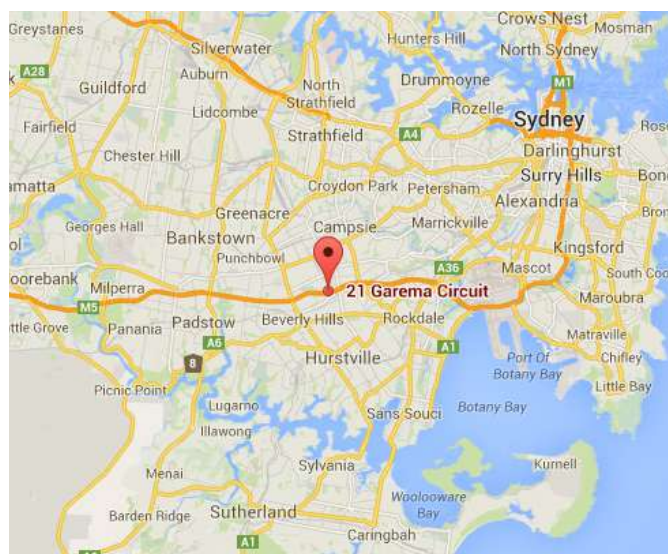 Crows Nest
Mosman
Greystanes
Silverwater
Hunters Hill
North Sydney
A28
Auburn
North
Strathfield
Drummoyne
M1
Guildford
Lidcombe
Rozelle
Sydney
Fairfield
Strathfield
A4
Darlinghurst
Chester Hill
Surry Hills
amatta
Croydon Park
Petersham
Bon
Greenacre
Alexandria
Georges Hall
Campsie
Marrickville
Bron
Bankstown
Kingsford
Punchbowl
A36
ol
oorebank
Milperra
Mascot
South Coo
21 Garema Circuit
M5
Maroubra
ttle Grove
Panania
Padstow
Beverly Hills
Rockdale
Matraville
A6
A1
Hurstville
Port Of
Botany Bay
Chifley
8
Little Bay
Picnic Point
Lugarno
Sans Souci
Botany Bay
Illawong
Menai
Sylvania
Kurnell
Woolooware
Bay
Barden Ridge
Sutherland
Caringbah
A1